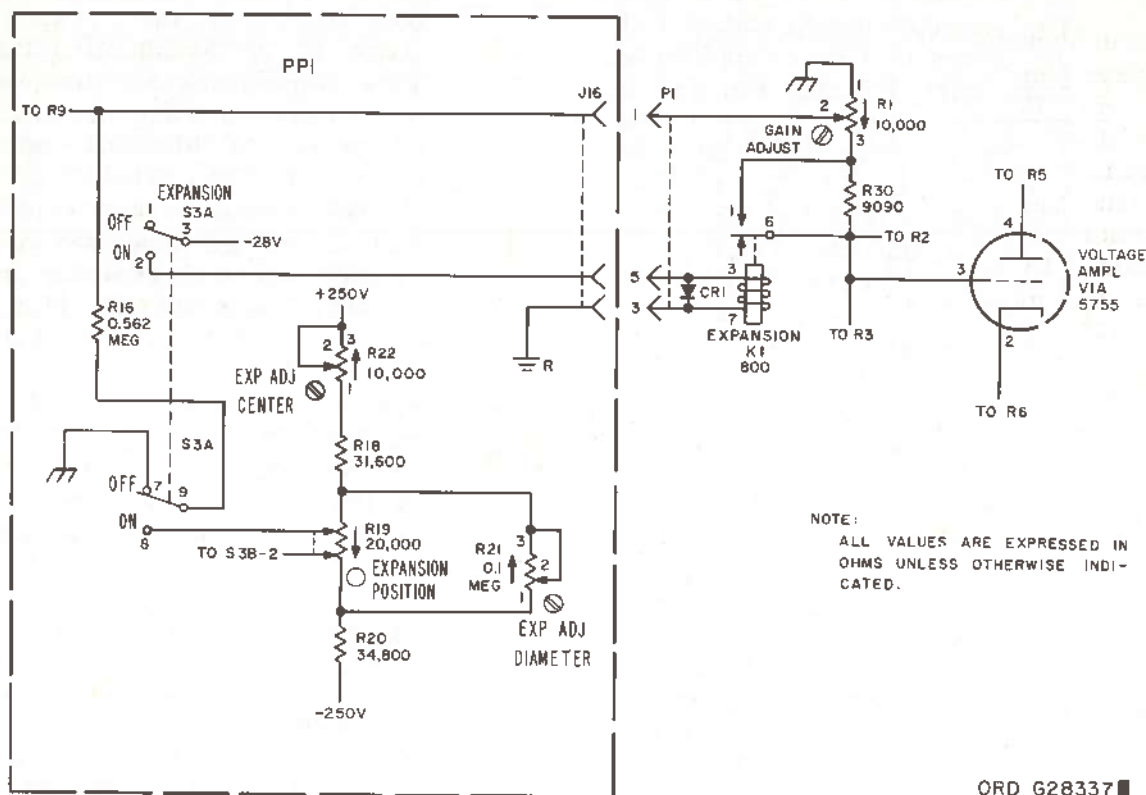 PPI
J16
P1
TO R9
1
1
2
R1
10,000
3
GAIN
ADJUST
R30
9090
TO R5
4
EXPANSION
S3A
OFF
1
3
-28V
ON
2
1
6
TO R2
3
VOLTAGE
AMPL
V1A
5755
2
TO R6
5
3
CR1
3
7
EXPANSION
K1
800
TO R3
R
R16
0.562
MEG
+250V
2
3
R22
10,000
1
EXP ADJ
CENTER
S3A
R18
31,600
OFF
7
9
ON
8
R19
20,000
TO S3B-2
EXPANSION
POSITION
R21
0.1
MEG
3
2
1
EXP ADJ
DIAMETER
R20
34,800
-250V
NOTE:
ALL VALUES ARE EXPRESSED IN
OHMS UNLESS OTHERWISE INDI-
CATED.
ORD G28337